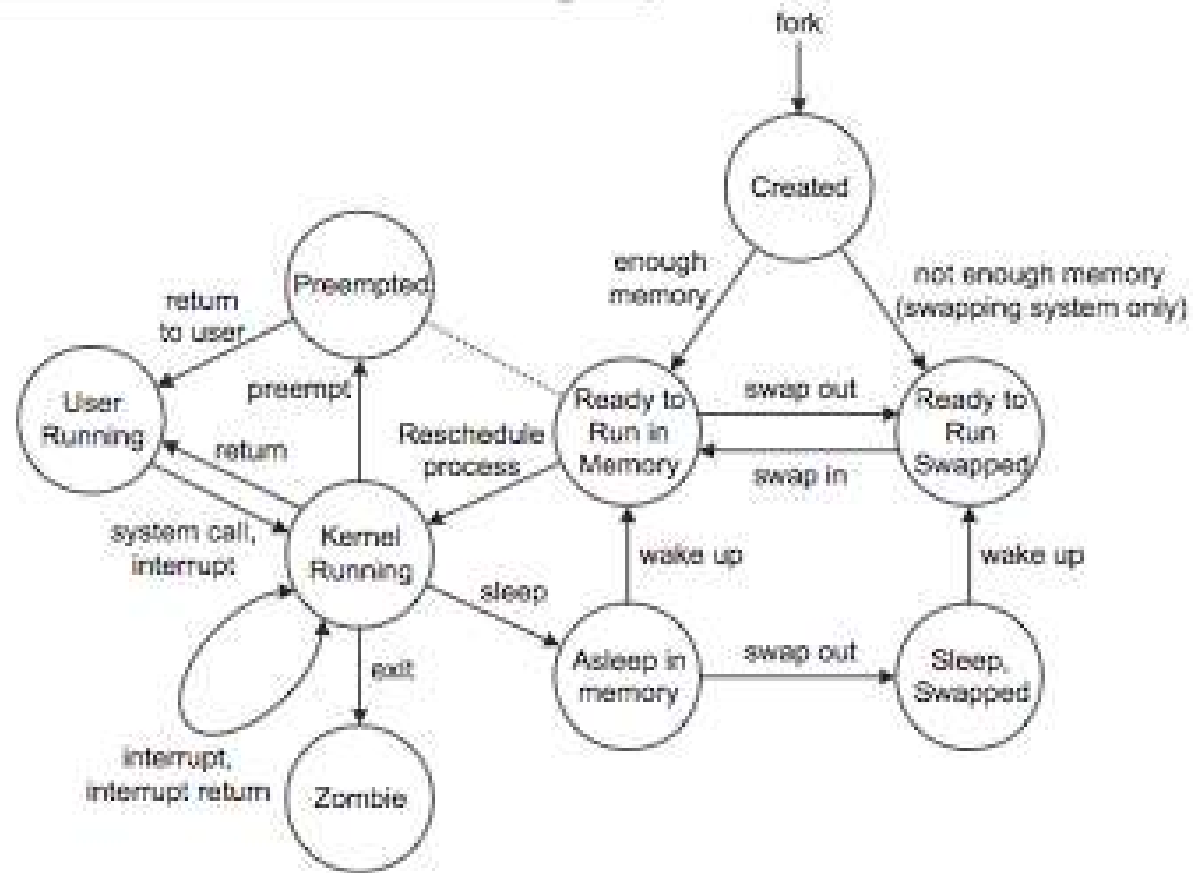 fork
Created
enough
memory
not enough memory
(swapping system only)
Preempted
return
to user
preempt
User
Running
return
Reschedule
process
Ready to
Run in
Memory
swap out
swap in
Ready to
Run
Swapped
system call,
interrupt
Kernel
Running
wake up
wake up
sleep
Asleep in
memory
swap out
Sleep,
Swapped
exit
interrupt,
interrupt return
Zombie